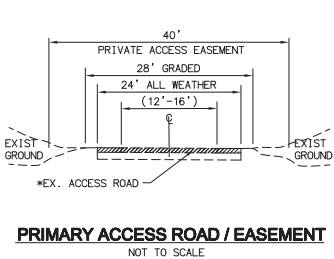 40'
PRIVATE ACCESS EASEMENT
28' GRADED
24' ALL WEATHER
(12'-16')
℄
EXIST
GROUND
EXIST
GROUND
*EX. ACCESS ROAD
PRIMARY ACCESS ROAD / EASEMENT
NOT TO SCALE